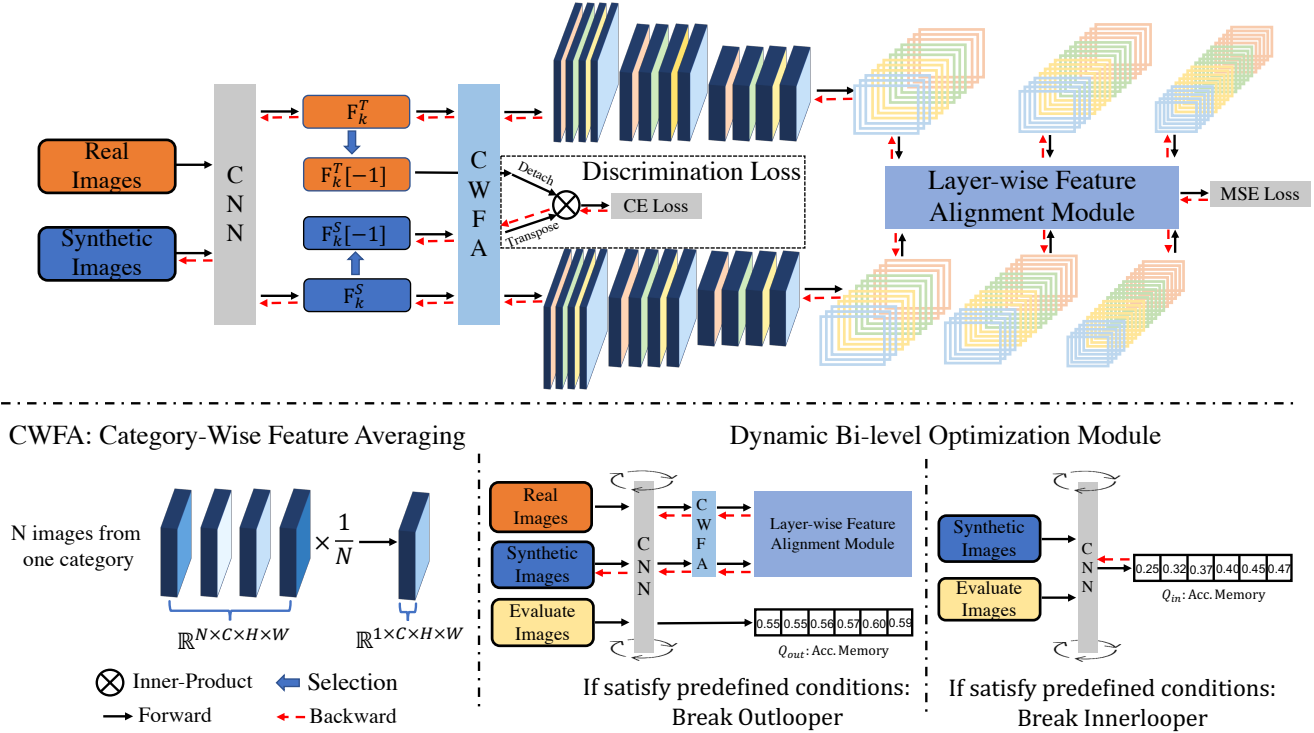 Real
Images
Synthetic
Images
C
N
N
F_k^T
F_k^T[−1]
F_k^S[−1]
F_k^S
C
W
F
A
Discrimination Loss
Detach
Transpose
CE Loss
Layer-wise Feature
Alignment Module
MSE Loss
CWFA: Category-Wise Feature Averaging
N images from
one category
× 1/N
ℝ^{N×C×H×W}
ℝ^{1×C×H×W}
Inner-Product
Selection
Forward
Backward
Dynamic Bi-level Optimization Module
Real
Images
Synthetic
Images
Evaluate
Images
C
N
N
C
W
F
A
Layer-wise Feature
Alignment Module
0.55 0.55 0.56 0.57 0.60 0.59
Q_out: Acc. Memory
If satisfy predefined conditions:
Break Outlooper
Synthetic
Images
Evaluate
Images
C
N
N
0.25 0.32 0.37 0.40 0.45 0.47
Q_in: Acc. Memory
If satisfy predefined conditions:
Break Innerlooper